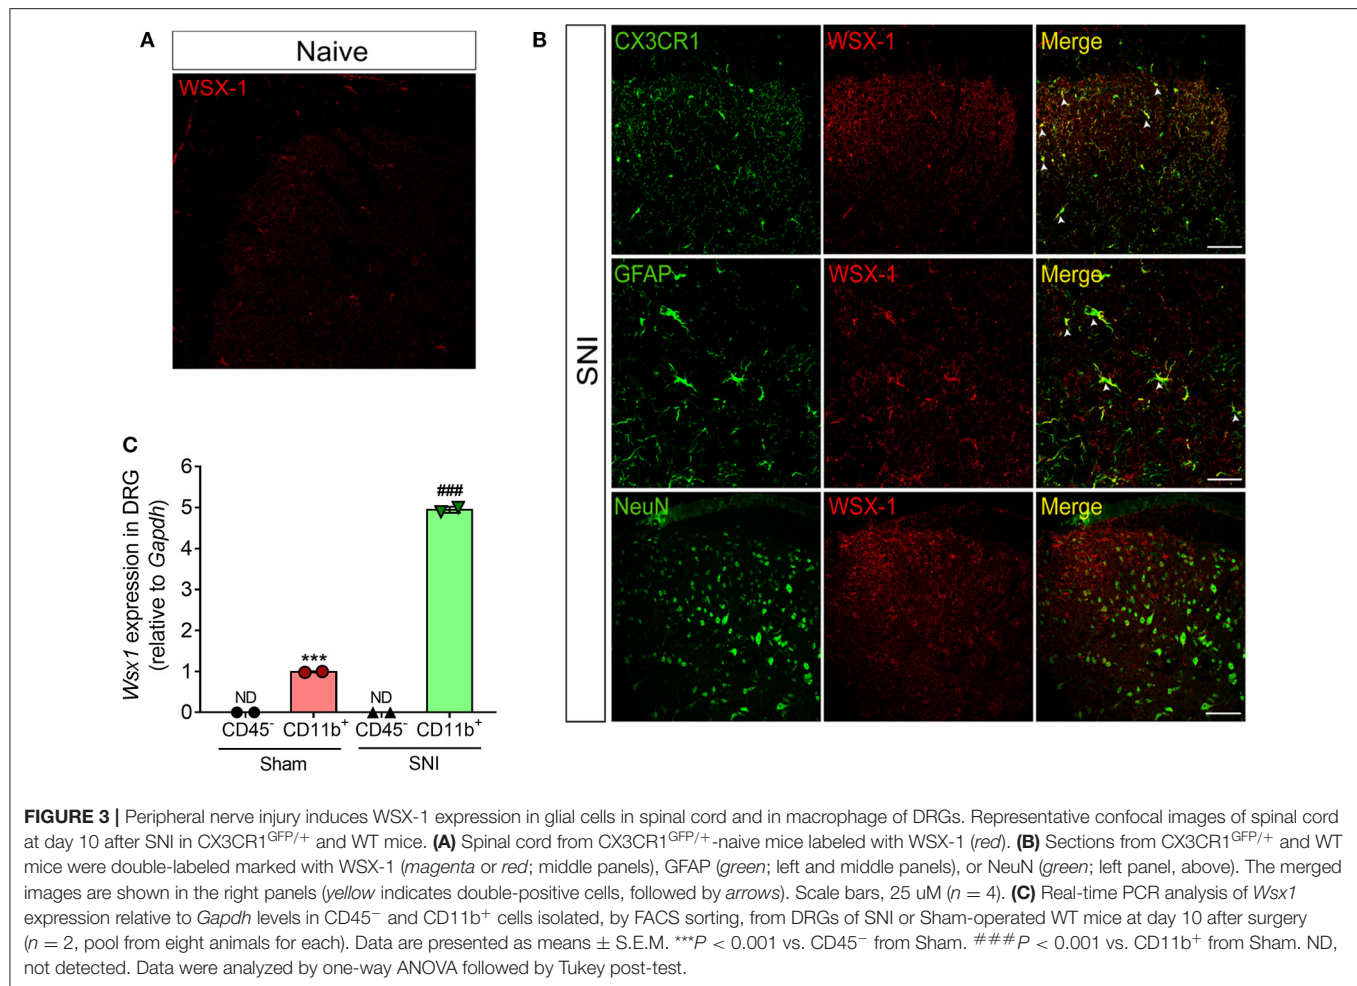 A
Naive
WSX-1
B
SNI
CX3CR1
WSX-1
Merge
GFAP
WSX-1
Merge
NeuN
WSX-1
Merge
C
Wsx1 expression in DRG
(relative to Gapdh)
6
5
4
3
2
1
0
ND
***
ND
###
CD45⁻ CD11b⁺ CD45⁻ CD11b⁺
Sham SNI
FIGURE 3 | Peripheral nerve injury induces WSX-1 expression in glial cells in spinal cord and in macrophage of DRGs. Representative confocal images of spinal cord
at day 10 after SNI in CX3CR1ᴳᶠᴾ/⁺ and WT mice. (A) Spinal cord from CX3CR1ᴳᶠᴾ/⁺-naive mice labeled with WSX-1 (red). (B) Sections from CX3CR1ᴳᶠᴾ/⁺ and WT
mice were double-labeled marked with WSX-1 (magenta or red; middle panels), GFAP (green; left and middle panels), or NeuN (green; left panel, above). The merged
images are shown in the right panels (yellow indicates double-positive cells, followed by arrows). Scale bars, 25 uM (n = 4). (C) Real-time PCR analysis of Wsx1
expression relative to Gapdh levels in CD45⁻ and CD11b⁺ cells isolated, by FACS sorting, from DRGs of SNI or Sham-operated WT mice at day 10 after surgery
(n = 2, pool from eight animals for each). Data are presented as means ± S.E.M. ***P < 0.001 vs. CD45⁻ from Sham. ###P < 0.001 vs. CD11b⁺ from Sham. ND,
not detected. Data were analyzed by one-way ANOVA followed by Tukey post-test.